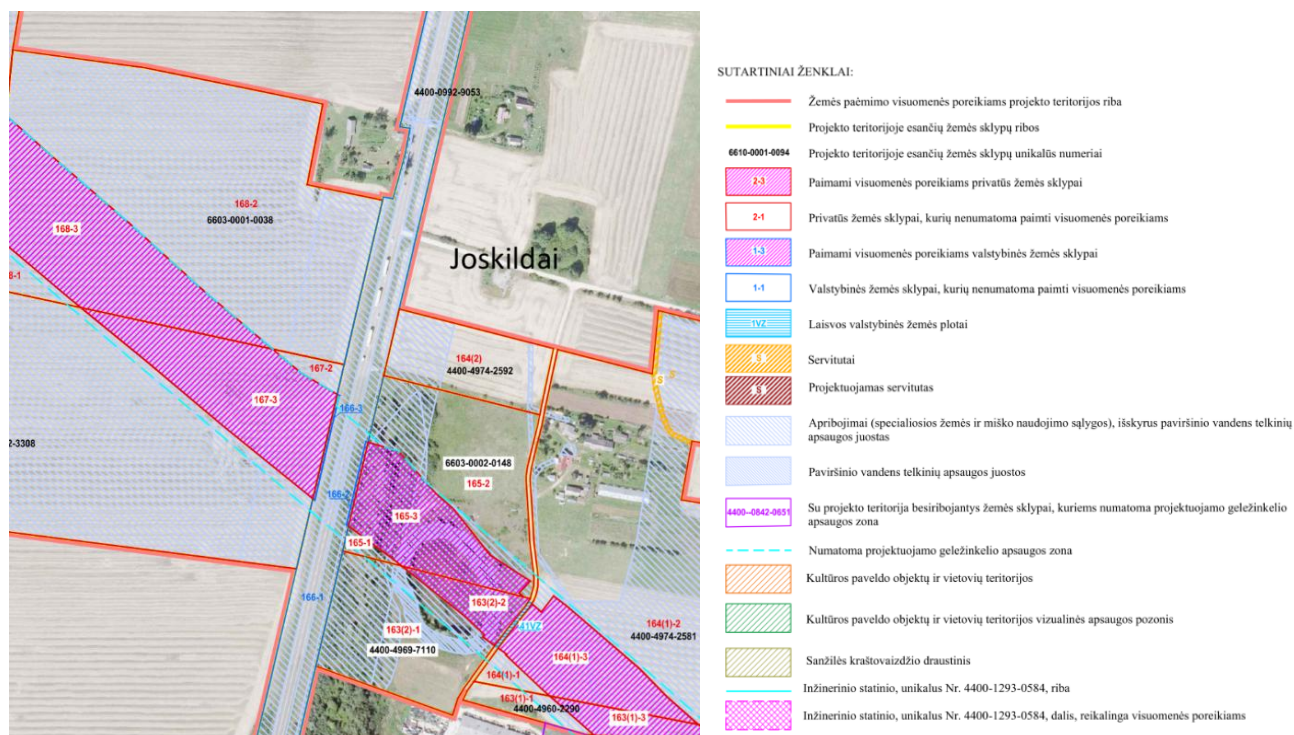 4400-0992-9053
168-2
6603-0001-0038
168-3
8-1
Joskildai
167-2
167-3
166-3
164(2)
4400-4974-2592
S
S
2-3308
6603-0002-0148
165-2
166-2
165-3
165-1
166-1
163(2)-2
163(2)-1
4400-4969-7110
41VZ
164(1)-2
4400-4974-2581
164(1)-3
164(1)-1
163(1)-1
4400-4960-2290
163(1)-3
SUTARTINIAI ŽENKLAI:
Žemės paėmimo visuomenės poreikiams projekto teritorijos riba
Projekto teritorijoje esančių žemės sklypų ribos
6610-0001-0094 Projekto teritorijoje esančių žemės sklypų unikalūs numeriai
2-3 Paimami visuomenės poreikiams privatūs žemės sklypai
2-1 Privatūs žemės sklypai, kurių nenumatoma paimti visuomenės poreikiams
1-3 Paimami visuomenės poreikiams valstybinės žemės sklypai
1-1 Valstybinės žemės sklypai, kurių nenumatoma paimti visuomenės poreikiams
1VZ Laisvos valstybinės žemės plotai
S Servitutai
S Projektuojamas servitutas
Apribojimai (specialiosios žemės ir miško naudojimo sąlygos), išskyrus paviršinio vandens telkinių
apsaugos juostas
Paviršinio vandens telkinių apsaugos juostos
4400--0842-0651 Su projekto teritorija besiribojantys žemės sklypai, kuriems numatoma projektuojamo geležinkelio
apsaugos zona
Numatoma projektuojamo geležinkelio apsaugos zona
Kultūros paveldo objektų ir vietovių teritorijos
Kultūros paveldo objektų ir vietovių teritorijos vizualinės apsaugos pozonis
Sanžilės kraštovaizdžio draustinis
Inžinerinio statinio, unikalus Nr. 4400-1293-0584, riba
Inžinerinio statinio, unikalus Nr. 4400-1293-0584, dalis, reikalinga visuomenės poreikiams